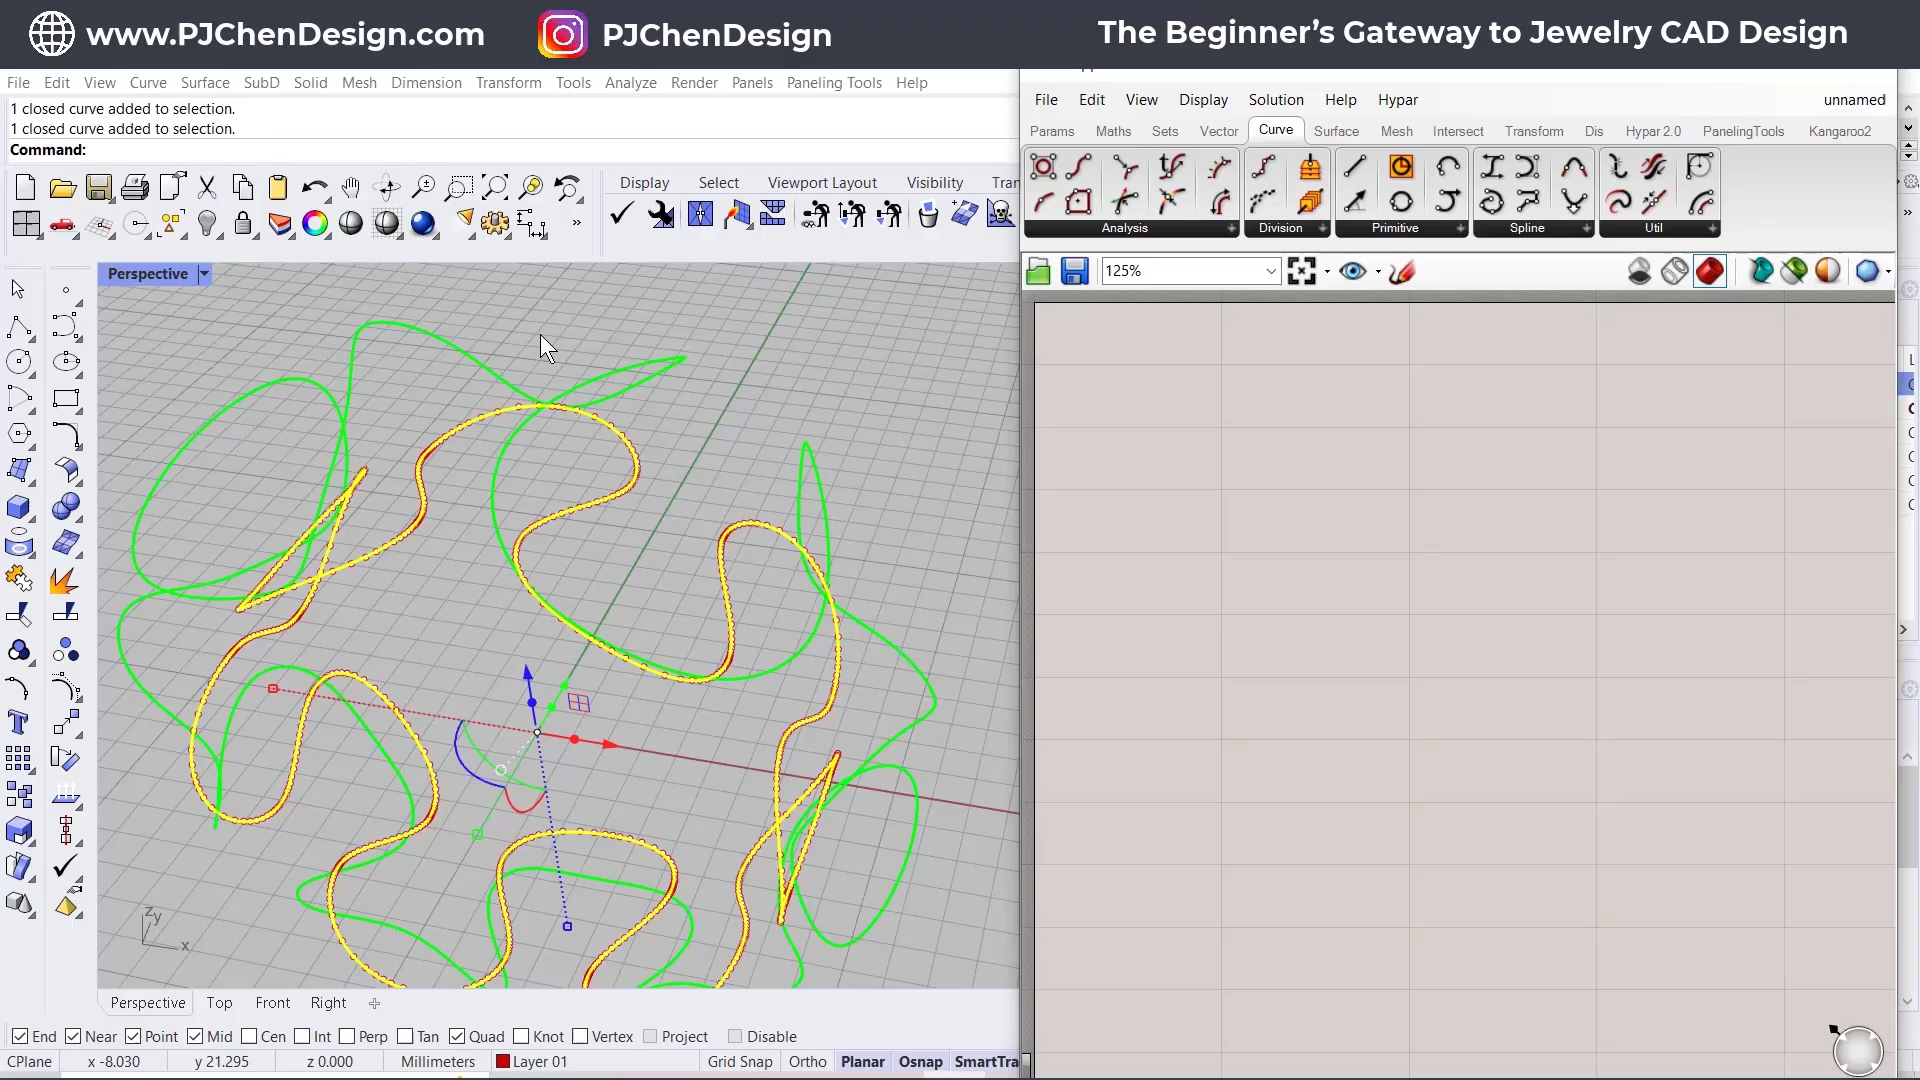 www.PJChenDesign.com PJChenDesign The Beginner's Gateway to Jewelry CAD Design
File Edit View Curve Surface SubD Solid Mesh Dimension Transform Tools Analyze Render Panels Paneling Tools Help
1 closed curve added to selection.
1 closed curve added to selection.
Command:
Display Select Viewport Layout Visibility Tran
Perspective
File Edit View Display Solution Help Hypar unnamed
Params Maths Sets Vector Curve Surface Mesh Intersect Transform Dis Hypar 2.0 PanelingTools Kangaroo2
Analysis Division Primitive Spline Util
125%
z y x
Perspective Top Front Right
End Near Point Mid Cen Int Perp Tan Quad Knot Vertex Project Disable
CPlane x -8.030 y 21.295 z 0.000 Millimeters Layer 01 Grid Snap Ortho Planar Osnap SmartTra